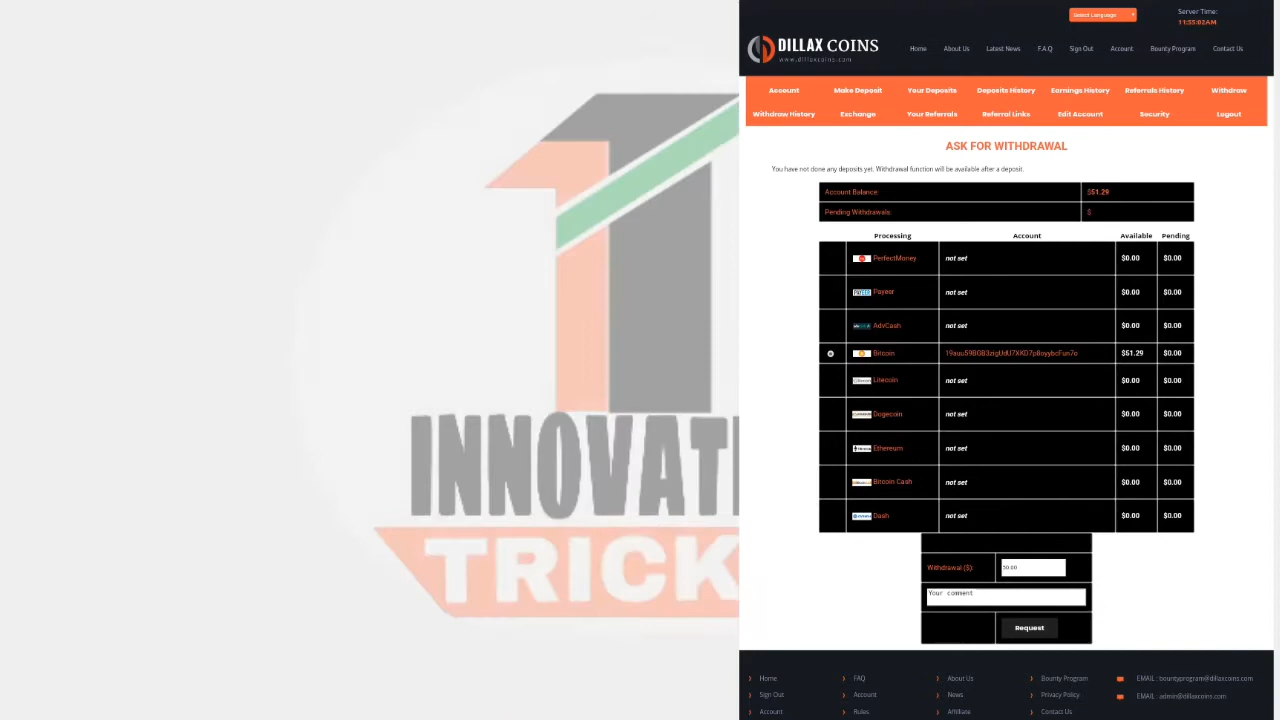 INNOVAT
TRICK
Select Language
Server Time:
11:55:02AM
DILLAX COINS
www.dillaxcoins.com
Home About Us Latest News F.A.Q Sign Out Account Bounty Program Contact Us
Account Make Deposit Your Deposits Deposits History Earnings History Referrals History Withdraw
Withdraw History Exchange Your Referrals Referral Links Edit Account Security Logout
ASK FOR WITHDRAWAL
You have not done any deposits yet. Withdrawal function will be available after a deposit.
Account Balance: $51.29
Pending Withdrawals: $
Processing Account Available Pending
PerfectMoney not set $0.00 $0.00
Payeer not set $0.00 $0.00
AdvCash not set $0.00 $0.00
Bitcoin $51.29 $0.00
Litecoin not set $0.00 $0.00
Dogecoin not set $0.00 $0.00
Ethereum not set $0.00 $0.00
Bitcoin Cash not set $0.00 $0.00
Dash not set $0.00 $0.00
Withdrawal ($): 50.00
Your comment
Request
Home FAQ About Us Bounty Program EMAIL : bountyprogram@dillaxcoins.com
Sign Out Account News Privacy Policy EMAIL : admin@dillaxcoins.com
Account Rules Affiliate Contact Us